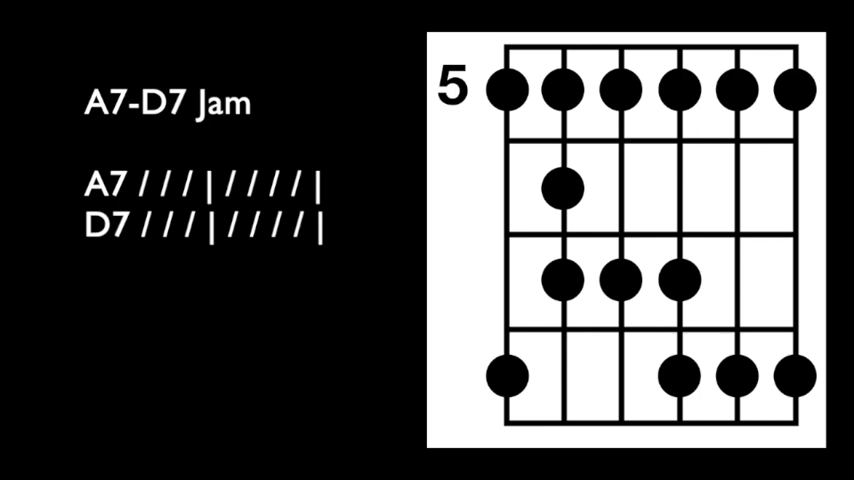 A7-D7 Jam
A7 / / / | / / / / |
D7 / / / | / / / / |
5